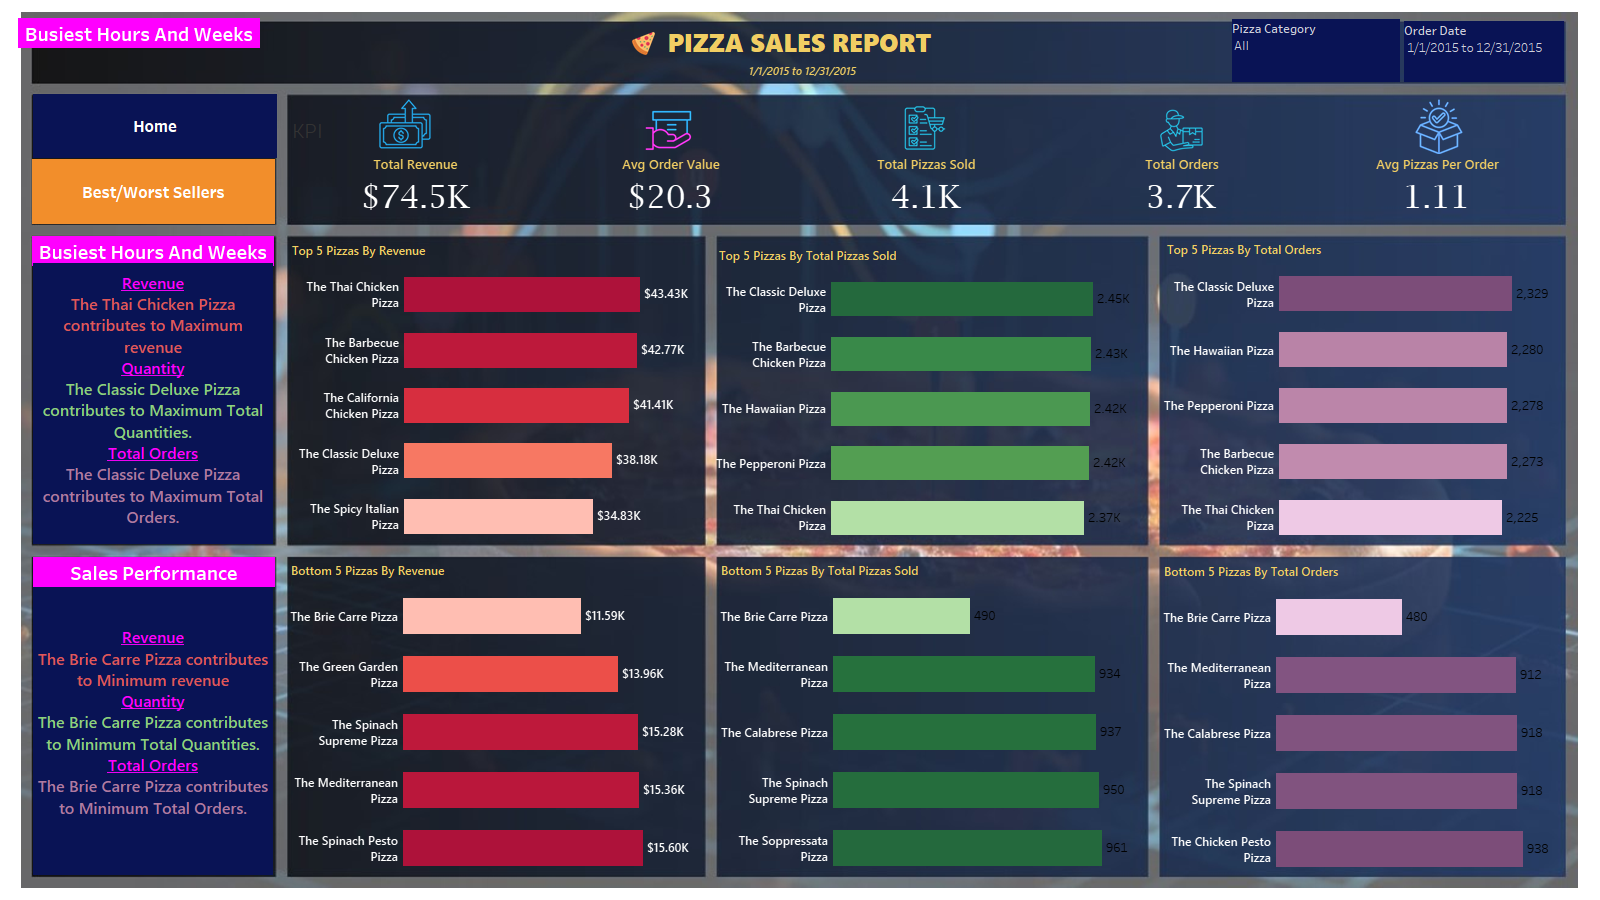 Busiest Hours And Weeks
PIZZA SALES REPORT
1/1/2015 to 12/31/2015
Pizza Category
All
Order Date
1/1/2015 to 12/31/2015
Home
Best/Worst Sellers
KPI
Total Revenue
$74.5K
Avg Order Value
$20.3
Total Pizzas Sold
4.1K
Total Orders
3.7K
Avg Pizzas Per Order
1.11
Busiest Hours And Weeks
Revenue
The Thai Chicken Pizza
contributes to Maximum
revenue
Quantity
The Classic Deluxe Pizza
contributes to Maximum Total
Quantities.
Total Orders
The Classic Deluxe Pizza
contributes to Maximum Total
Orders.
Top 5 Pizzas By Revenue
The Thai Chicken
Pizza
$43.43K
The Barbecue
Chicken Pizza
$42.77K
The California
Chicken Pizza
$41.41K
The Classic Deluxe
Pizza
$38.18K
The Spicy Italian
Pizza
$34.83K
Top 5 Pizzas By Total Pizzas Sold
The Classic Deluxe
Pizza
2.45K
The Barbecue
Chicken Pizza
2.43K
The Hawaiian Pizza
2.42K
The Pepperoni Pizza
2.42K
The Thai Chicken
Pizza
2.37K
Top 5 Pizzas By Total Orders
The Classic Deluxe
Pizza
2,329
The Hawaiian Pizza
2,280
The Pepperoni Pizza
2,278
The Barbecue
Chicken Pizza
2,273
The Thai Chicken
Pizza
2,225
Sales Performance
Revenue
The Brie Carre Pizza contributes
to Minimum revenue
Quantity
The Brie Carre Pizza contributes
to Minimum Total Quantities.
Total Orders
The Brie Carre Pizza contributes
to Minimum Total Orders.
Bottom 5 Pizzas By Revenue
The Brie Carre Pizza
$11.59K
The Green Garden
Pizza
$13.96K
The Spinach
Supreme Pizza
$15.28K
The Mediterranean
Pizza
$15.36K
The Spinach Pesto
Pizza
$15.60K
Bottom 5 Pizzas By Total Pizzas Sold
The Brie Carre Pizza
490
The Mediterranean
Pizza
934
The Calabrese Pizza
937
The Spinach
Supreme Pizza
950
The Soppressata
Pizza
961
Bottom 5 Pizzas By Total Orders
The Brie Carre Pizza
480
The Mediterranean
Pizza
912
The Calabrese Pizza
918
The Spinach
Supreme Pizza
918
The Chicken Pesto
Pizza
938